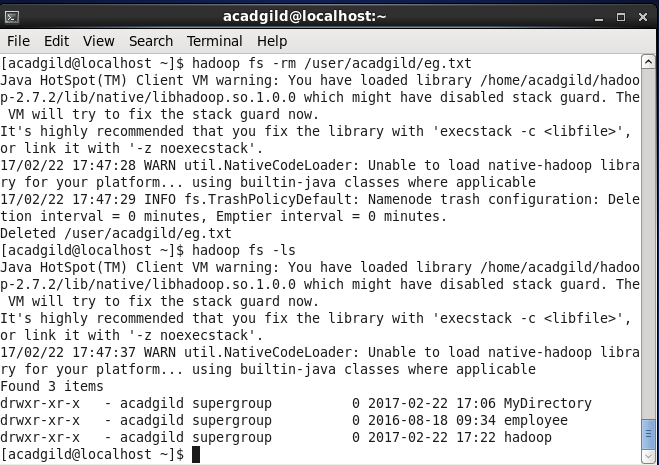 acadgild@localhost:~
File Edit View Search Terminal Help
[acadgild@localhost ~]$ hadoop fs -rm /user/acadgild/eg.txt
Java HotSpot(TM) Client VM warning: You have loaded library /home/acadgild/hadoo
p-2.7.2/lib/native/libhadoop.so.1.0.0 which might have disabled stack guard. The
 VM will try to fix the stack guard now.
It's highly recommended that you fix the library with 'execstack -c <libfile>',
or link it with '-z noexecstack'.
17/02/22 17:47:28 WARN util.NativeCodeLoader: Unable to load native-hadoop libra
ry for your platform... using builtin-java classes where applicable
17/02/22 17:47:29 INFO fs.TrashPolicyDefault: Namenode trash configuration: Dele
tion interval = 0 minutes, Emptier interval = 0 minutes.
Deleted /user/acadgild/eg.txt
[acadgild@localhost ~]$ hadoop fs -ls
Java HotSpot(TM) Client VM warning: You have loaded library /home/acadgild/hadoo
p-2.7.2/lib/native/libhadoop.so.1.0.0 which might have disabled stack guard. The
 VM will try to fix the stack guard now.
It's highly recommended that you fix the library with 'execstack -c <libfile>',
or link it with '-z noexecstack'.
17/02/22 17:47:37 WARN util.NativeCodeLoader: Unable to load native-hadoop libra
ry for your platform... using builtin-java classes where applicable
Found 3 items
drwxr-xr-x   - acadgild supergroup          0 2017-02-22 17:06 MyDirectory
drwxr-xr-x   - acadgild supergroup          0 2016-08-18 09:34 employee
drwxr-xr-x   - acadgild supergroup          0 2017-02-22 17:22 hadoop
[acadgild@localhost ~]$